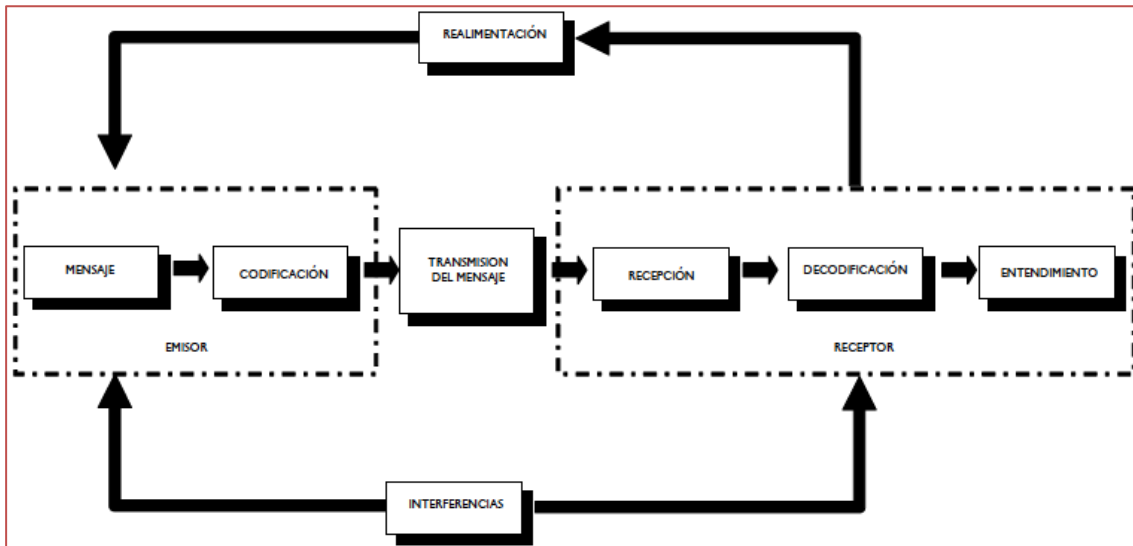 REALIMENTACIÓN
MENSAJE
CODIFICACIÓN
TRANSMISION
DEL MENSAJE
RECEPCIÓN
DECODIFICACIÓN
ENTENDIMIENTO
EMISOR
RECEPTOR
INTERFERENCIAS